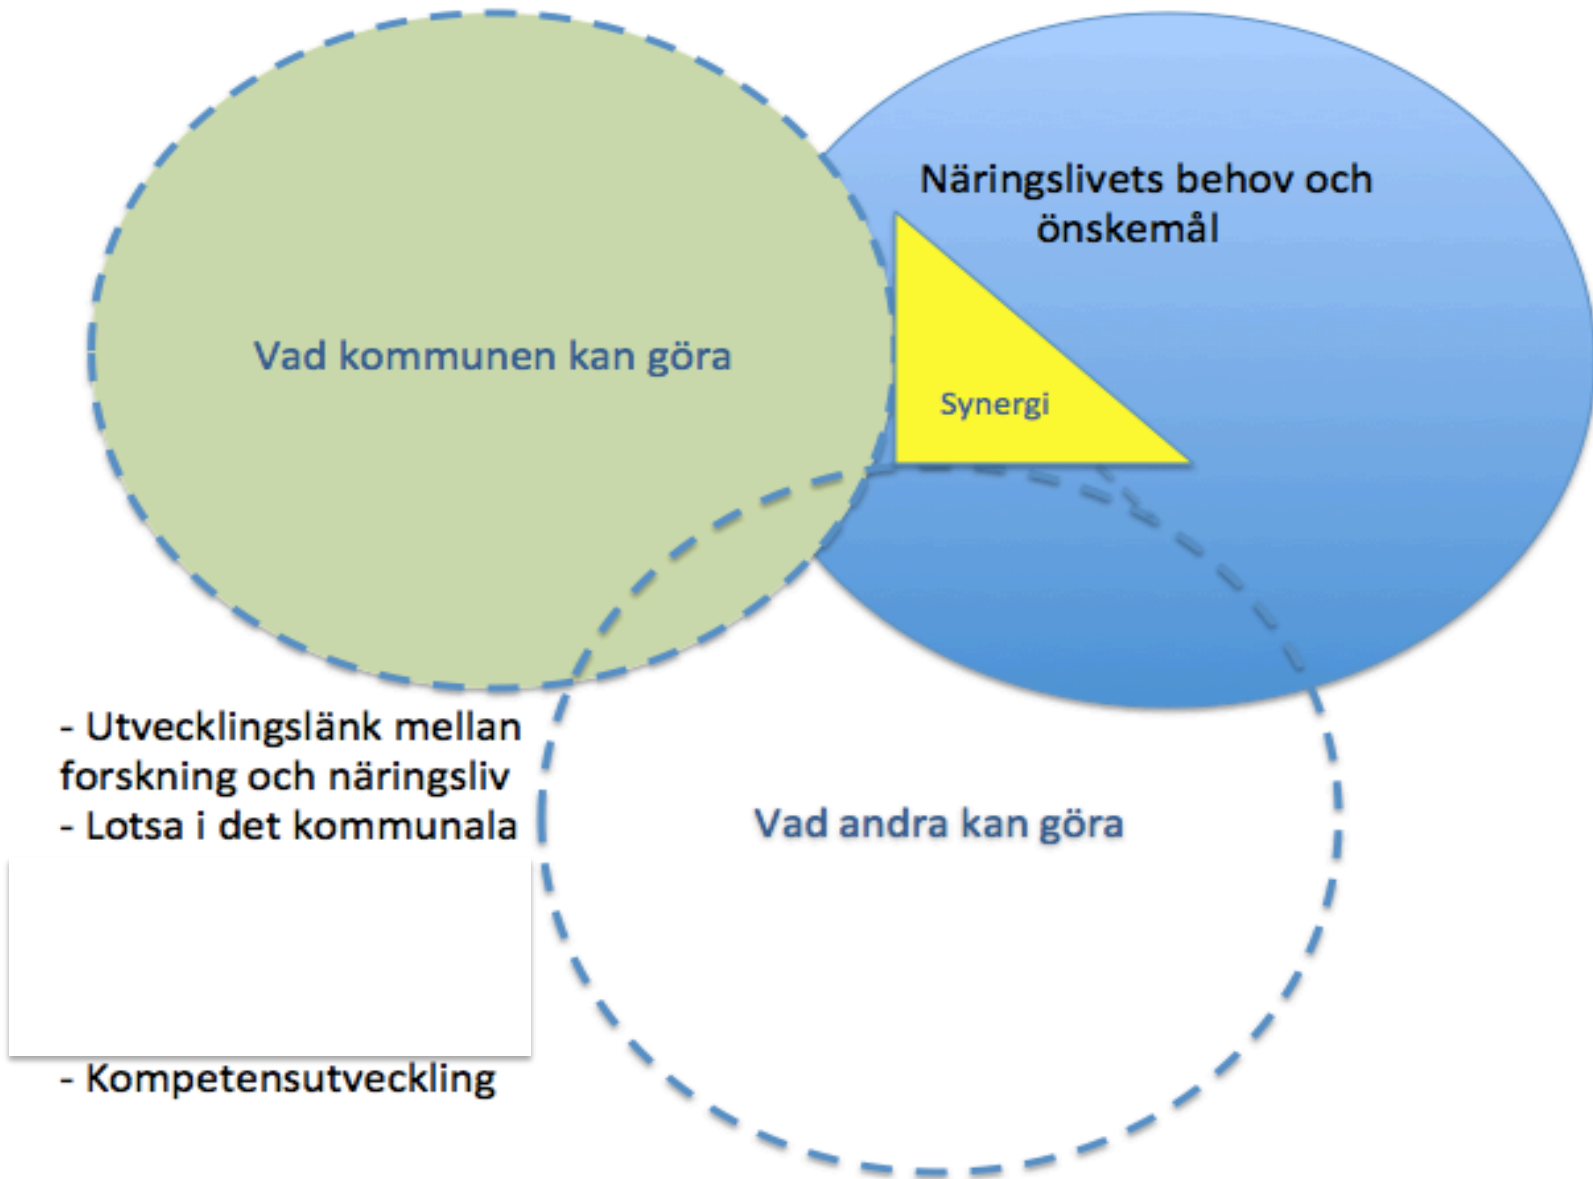 Näringslivets behov och
önskemål
Vad kommunen kan göra
Synergi
- Utvecklingslänk mellan
forskning och näringsliv
- Lotsa i det kommunala
Vad andra kan göra
- Kompetensutveckling